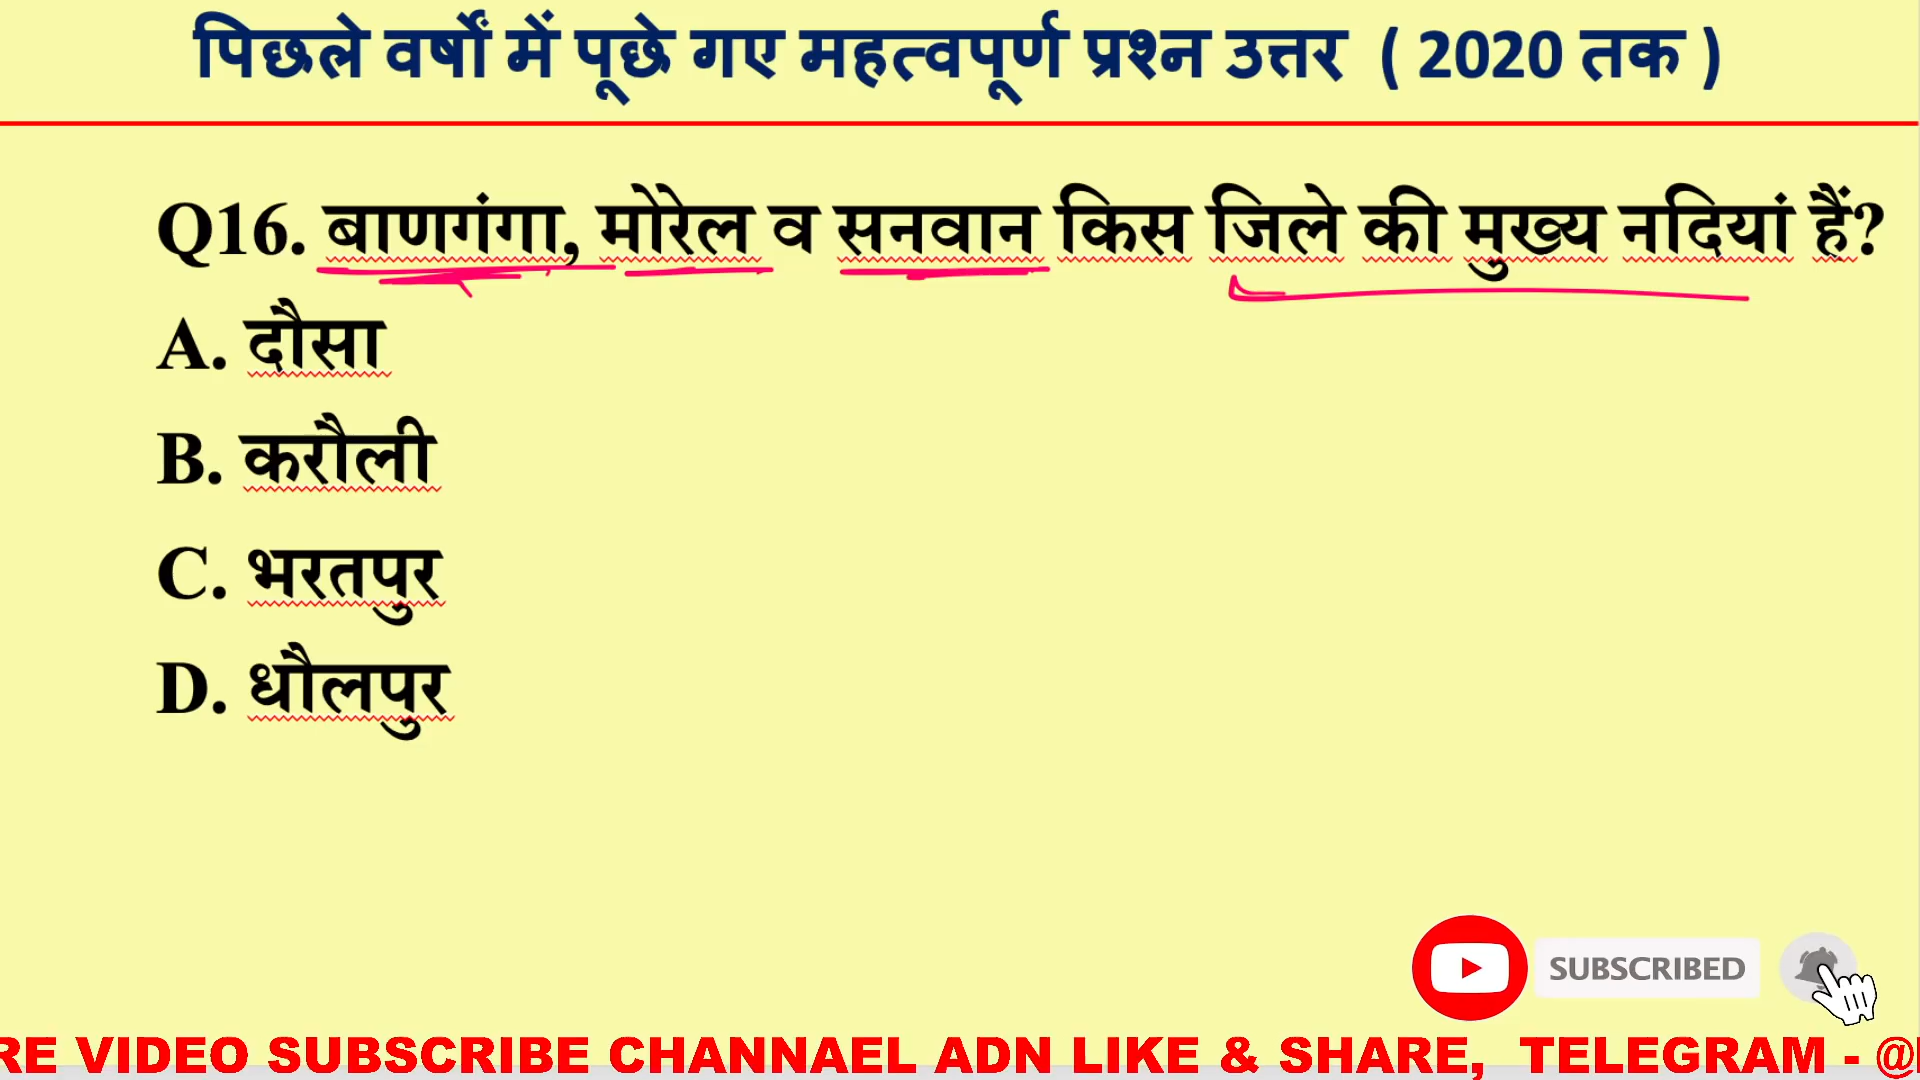 पिछले वर्षों में पूछे गए महत्वपूर्ण प्रश्न उत्तर ( 2020 तक )
Q16. बाणगंगा, मोरेल व सनवान किस जिले की मुख्य नदियां हैं?
A. दौसा
B. करौली
C. भरतपुर
D. धौलपुर
SUBSCRIBED
RE VIDEO SUBSCRIBE CHANNAEL ADN LIKE & SHARE, TELEGRAM - @